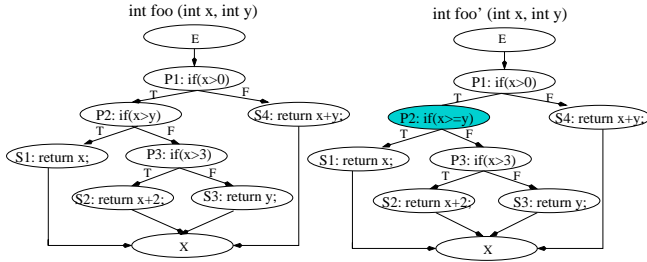 int foo (int x, int y)
E
P1: if(x>0)
T
F
P2: if(x>y)
S4: return x+y;
T
F
S1: return x;
P3: if(x>3)
T
F
S2: return x+2;
S3: return y;
X
int foo’ (int x, int y)
E
P1: if(x>0)
T
F
P2: if(x>=y)
S4: return x+y;
T
F
S1: return x;
P3: if(x>3)
T
F
S2: return x+2;
S3: return y;
X